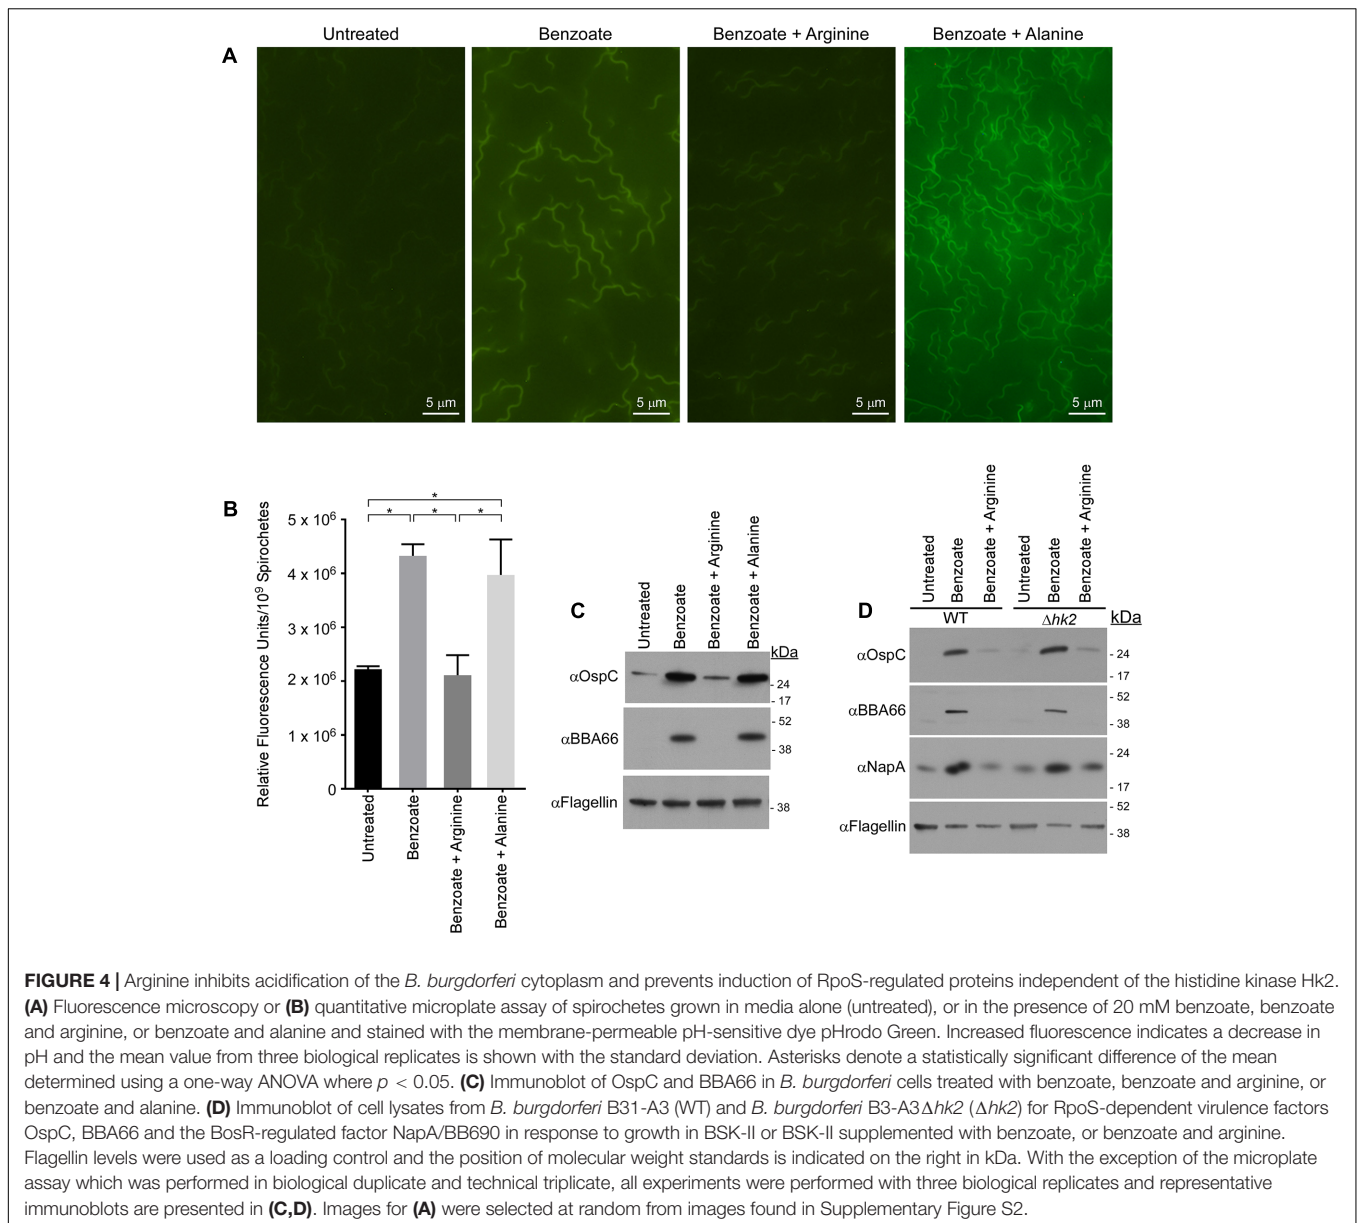 Untreated Benzoate Benzoate + Arginine Benzoate + Alanine
A
5 μm 5 μm 5 μm 5 μm
B
Relative Fluorescence Units/10⁹ Spirochetes
5 x 10⁶
4 x 10⁶
3 x 10⁶
2 x 10⁶
1 x 10⁶
0
* * * *
Untreated
Benzoate
Benzoate + Arginine
Benzoate + Alanine
C
Untreated
Benzoate
Benzoate + Arginine
Benzoate + Alanine
kDa
αOspC
- 24
- 17
αBBA66
- 52
- 38
αFlagellin
- 38
D
Untreated
Benzoate
Benzoate + Arginine
Untreated
Benzoate
Benzoate + Arginine
WT Δhk2 kDa
αOspC
- 24
- 17
αBBA66
- 52
- 38
αNapA
- 24
- 17
αFlagellin
- 52
- 38
FIGURE 4 | Arginine inhibits acidification of the B. burgdorferi cytoplasm and prevents induction of RpoS-regulated proteins independent of the histidine kinase Hk2.
(A) Fluorescence microscopy or (B) quantitative microplate assay of spirochetes grown in media alone (untreated), or in the presence of 20 mM benzoate, benzoate
and arginine, or benzoate and alanine and stained with the membrane-permeable pH-sensitive dye pHrodo Green. Increased fluorescence indicates a decrease in
pH and the mean value from three biological replicates is shown with the standard deviation. Asterisks denote a statistically significant difference of the mean
determined using a one-way ANOVA where p < 0.05. (C) Immunoblot of OspC and BBA66 in B. burgdorferi cells treated with benzoate, benzoate and arginine, or
benzoate and alanine. (D) Immunoblot of cell lysates from B. burgdorferi B31-A3 (WT) and B. burgdorferi B3-A3Δhk2 (Δhk2) for RpoS-dependent virulence factors
OspC, BBA66 and the BosR-regulated factor NapA/BB690 in response to growth in BSK-II or BSK-II supplemented with benzoate, or benzoate and arginine.
Flagellin levels were used as a loading control and the position of molecular weight standards is indicated on the right in kDa. With the exception of the microplate
assay which was performed in biological duplicate and technical triplicate, all experiments were performed with three biological replicates and representative
immunoblots are presented in (C,D). Images for (A) were selected at random from images found in Supplementary Figure S2.